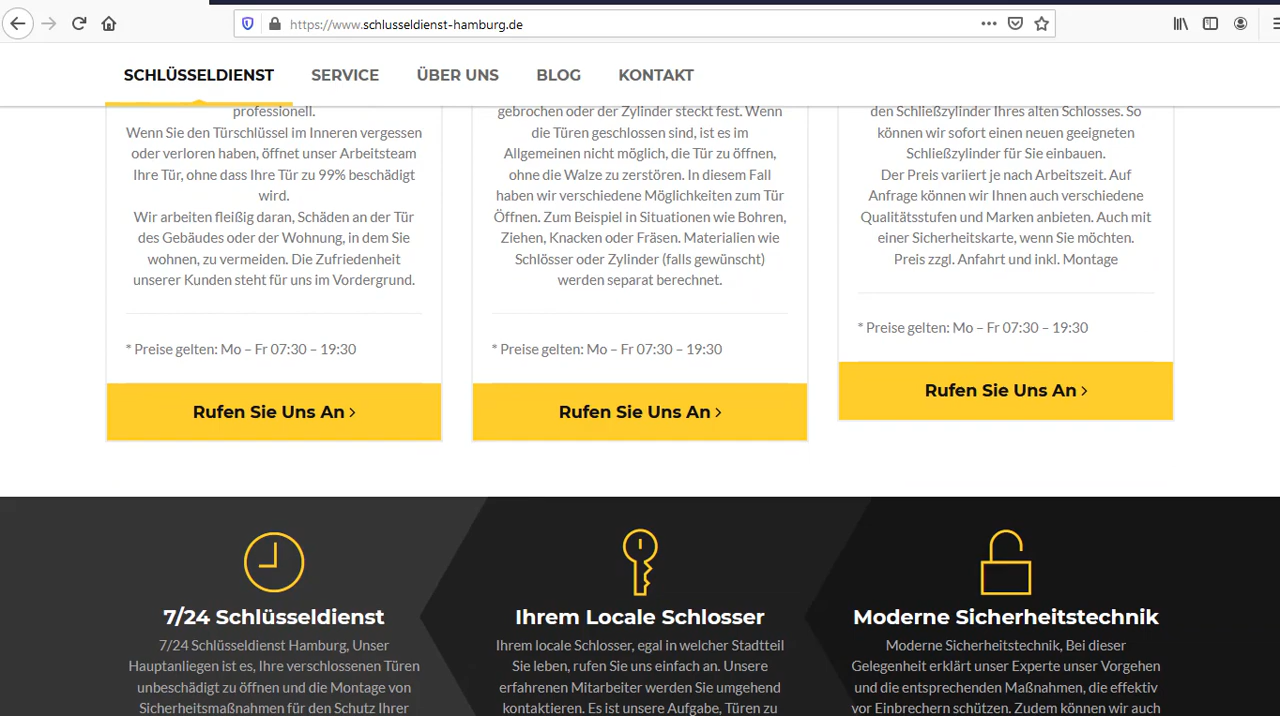 https://www.schlusseldienst-hamburg.de
SCHLÜSSELDIENST SERVICE ÜBER UNS BLOG KONTAKT
professionell.
Wenn Sie den Türschlüssel im Inneren vergessen
oder verloren haben, öffnet unser Arbeitsteam
Ihre Tür, ohne dass Ihre Tür zu 99% beschädigt
wird.
Wir arbeiten fleißig daran, Schäden an der Tür
des Gebäudes oder der Wohnung, in dem Sie
wohnen, zu vermeiden. Die Zufriedenheit
unserer Kunden steht für uns im Vordergrund.
* Preise gelten: Mo – Fr 07:30 – 19:30
Rufen Sie Uns An
gebrochen oder der Zylinder steckt fest. Wenn
die Türen geschlossen sind, ist es im
Allgemeinen nicht möglich, die Tür zu öffnen,
ohne die Walze zu zerstören. In diesem Fall
haben wir verschiedene Möglichkeiten zum Tür
Öffnen. Zum Beispiel in Situationen wie Bohren,
Ziehen, Knacken oder Fräsen. Materialien wie
Schlösser oder Zylinder (falls gewünscht)
werden separat berechnet.
* Preise gelten: Mo – Fr 07:30 – 19:30
Rufen Sie Uns An
den Schließzylinder Ihres alten Schlosses. So
können wir sofort einen neuen geeigneten
Schließzylinder für Sie einbauen.
Der Preis variiert je nach Arbeitszeit. Auf
Anfrage können wir Ihnen auch verschiedene
Qualitätsstufen und Marken anbieten. Auch mit
einer Sicherheitskarte, wenn Sie möchten.
Preis zzgl. Anfahrt und inkl. Montage
* Preise gelten: Mo – Fr 07:30 – 19:30
Rufen Sie Uns An
7/24 Schlüsseldienst
7/24 Schlüsseldienst Hamburg, Unser
Hauptanliegen ist es, Ihre verschlossenen Türen
unbeschädigt zu öffnen und die Montage von
Sicherheitsmaßnahmen für den Schutz Ihrer
Ihrem Locale Schlosser
Ihrem locale Schlosser, egal in welcher Stadtteil
Sie leben, rufen Sie uns einfach an. Unsere
erfahrenen Mitarbeiter werden Sie umgehend
kontaktieren. Es ist unsere Aufgabe, Türen zu
Moderne Sicherheitstechnik
Moderne Sicherheitstechnik, Bei dieser
Gelegenheit erklärt unser Experte unser Vorgehen
und die entsprechenden Maßnahmen, die effektiv
vor Einbrechern schützen. Zudem können wir auch